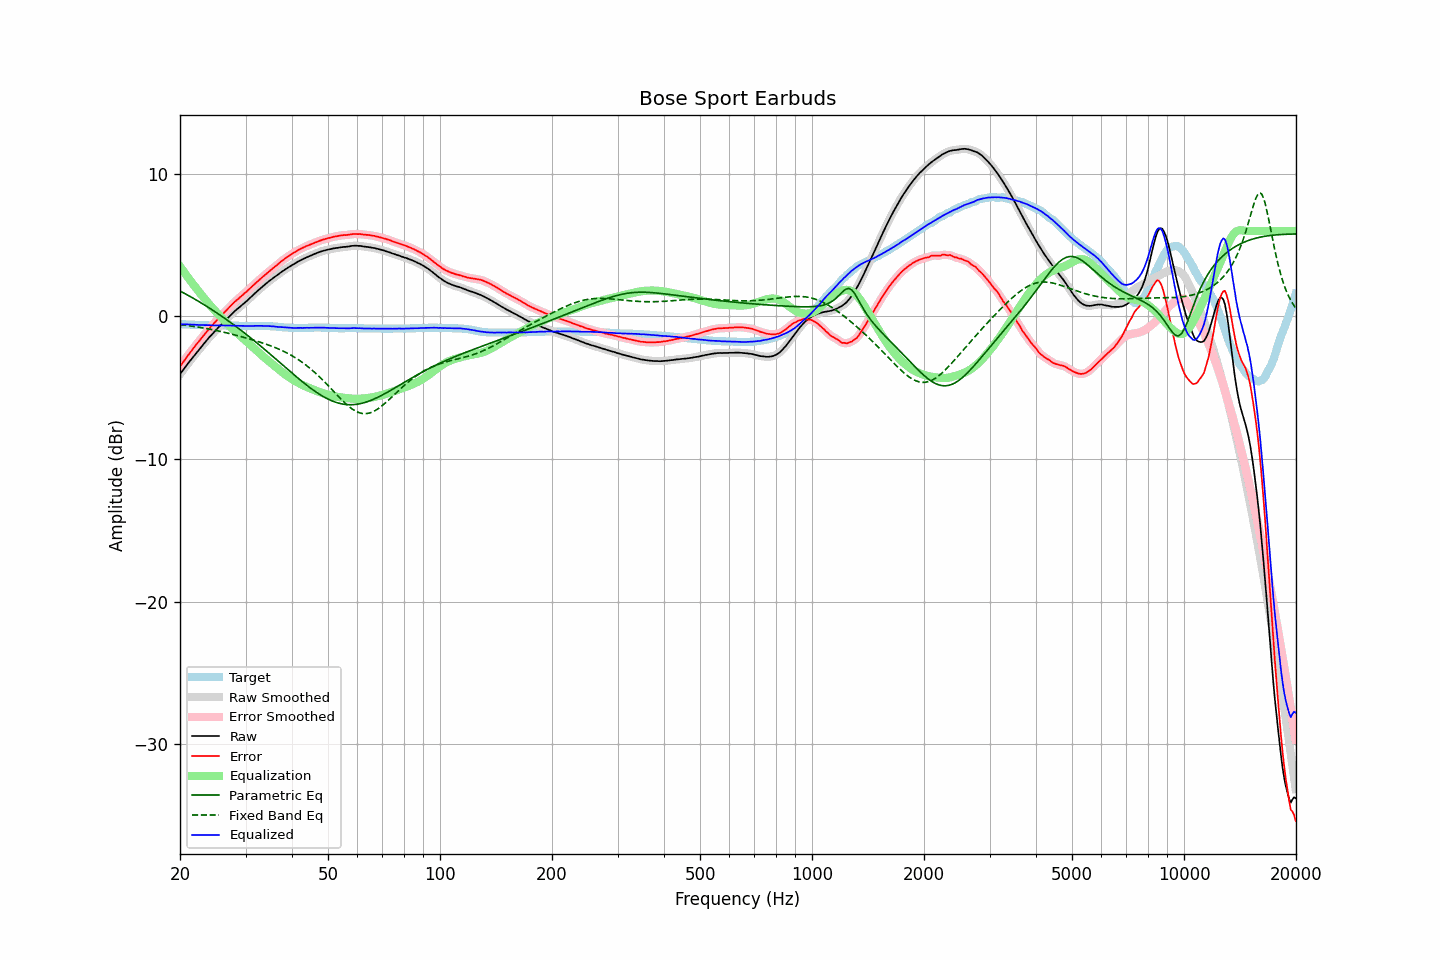 Bose Sport Earbuds
Amplitude (dBr)
10
0
−10
−20
−30
Target
Raw Smoothed
Error Smoothed
Raw
Error
Equalization
Parametric Eq
Fixed Band Eq
Equalized
20 50 100 200 500 1000 2000 5000 10000 20000
Frequency (Hz)